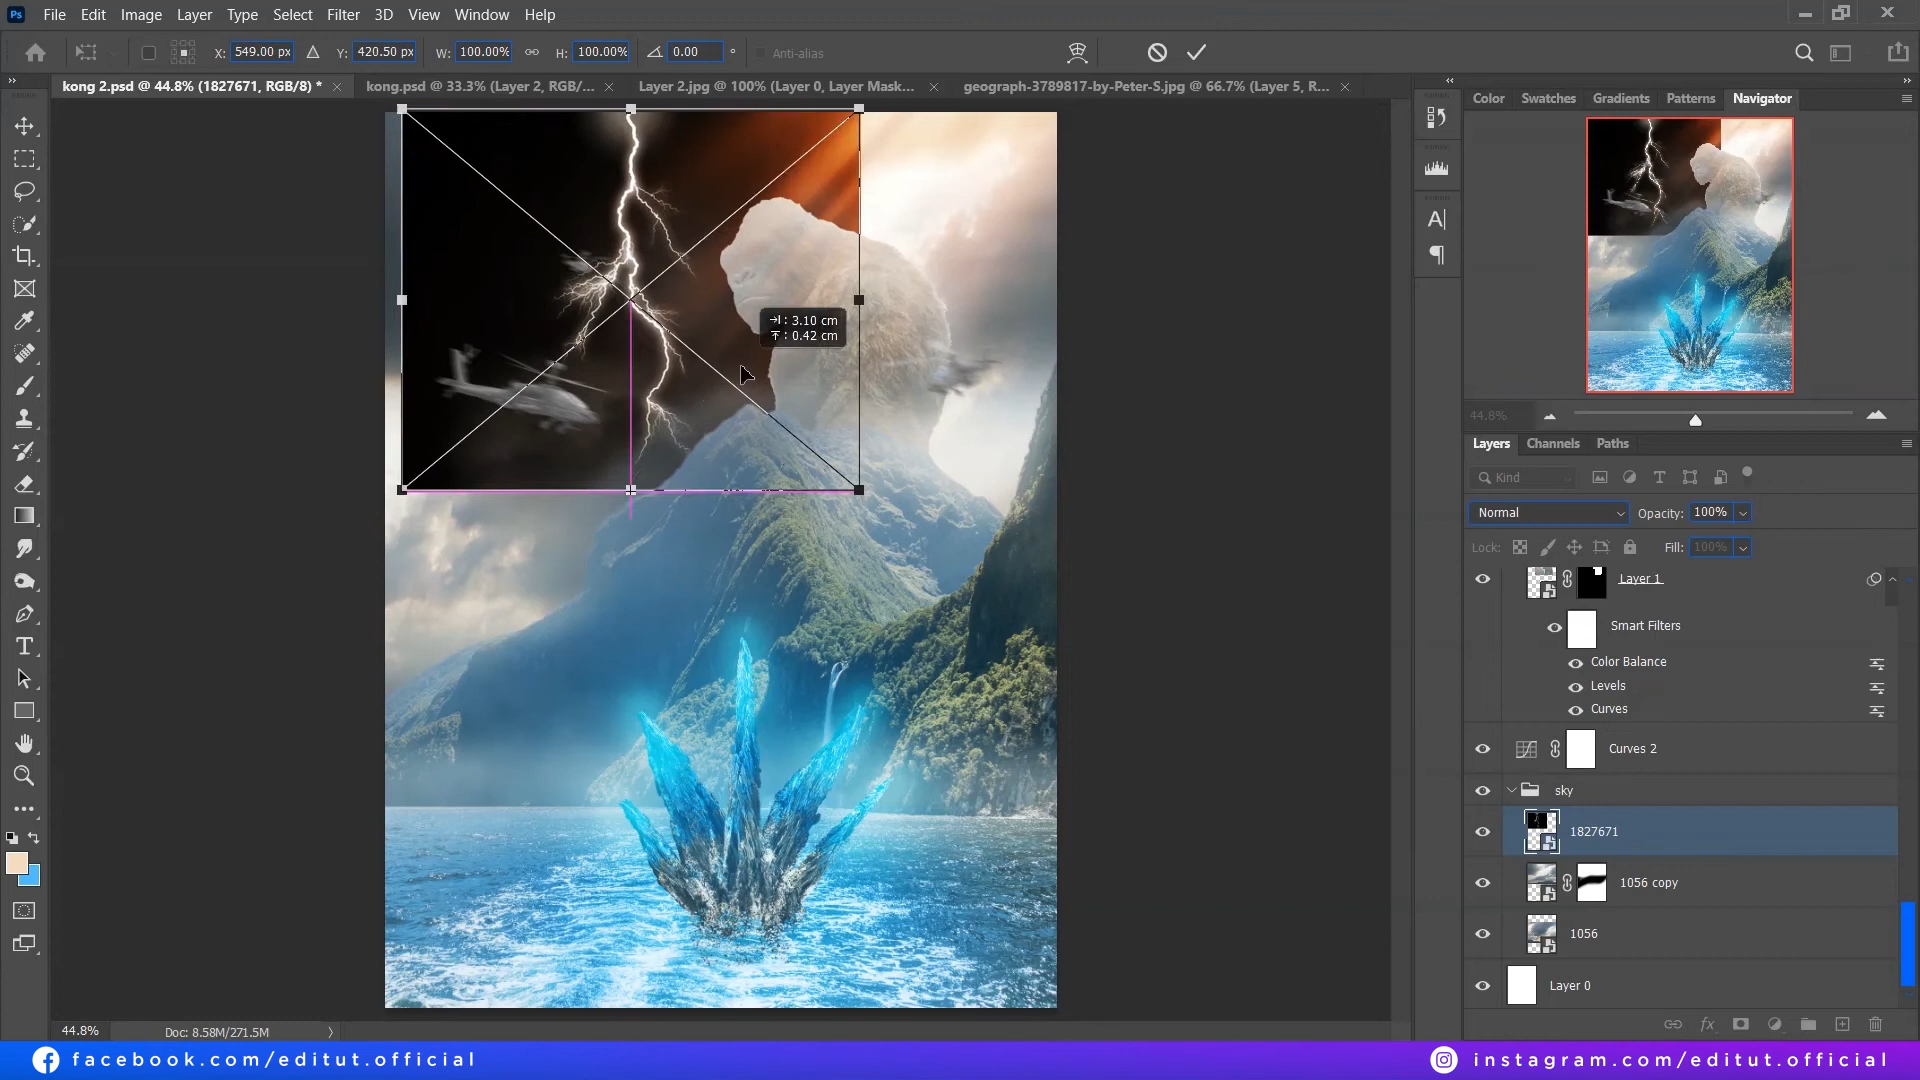 Ps File Edit Image Layer Type Select Filter 3D View Window Help
X: 549.00 px Y: 420.50 px W: 100.00% H: 100.00% 0.00 ° Anti-alias
kong 2.psd @ 44.8% (1827671, RGB/8) * kong.psd @ 33.3% (Layer 2, RGB/... Layer 2.jpg @ 100% (Layer 0, Layer Mask... geograph-3789817-by-Peter-S.jpg @ 66.7% (Layer 5, R...
Color Swatches Gradients Patterns Navigator
: 3.10 cm
: 0.42 cm
44.8%
Layers Channels Paths
Kind
Normal Opacity: 100%
Lock: Fill: 100%
Layer 1
Smart Filters
Color Balance
Levels
Curves
Curves 2
sky
1827671
1056 copy
1056
Layer 0
44.8% Doc: 8.58M/271.5M
facebook.com/editut.official
instagram.com/editut.official